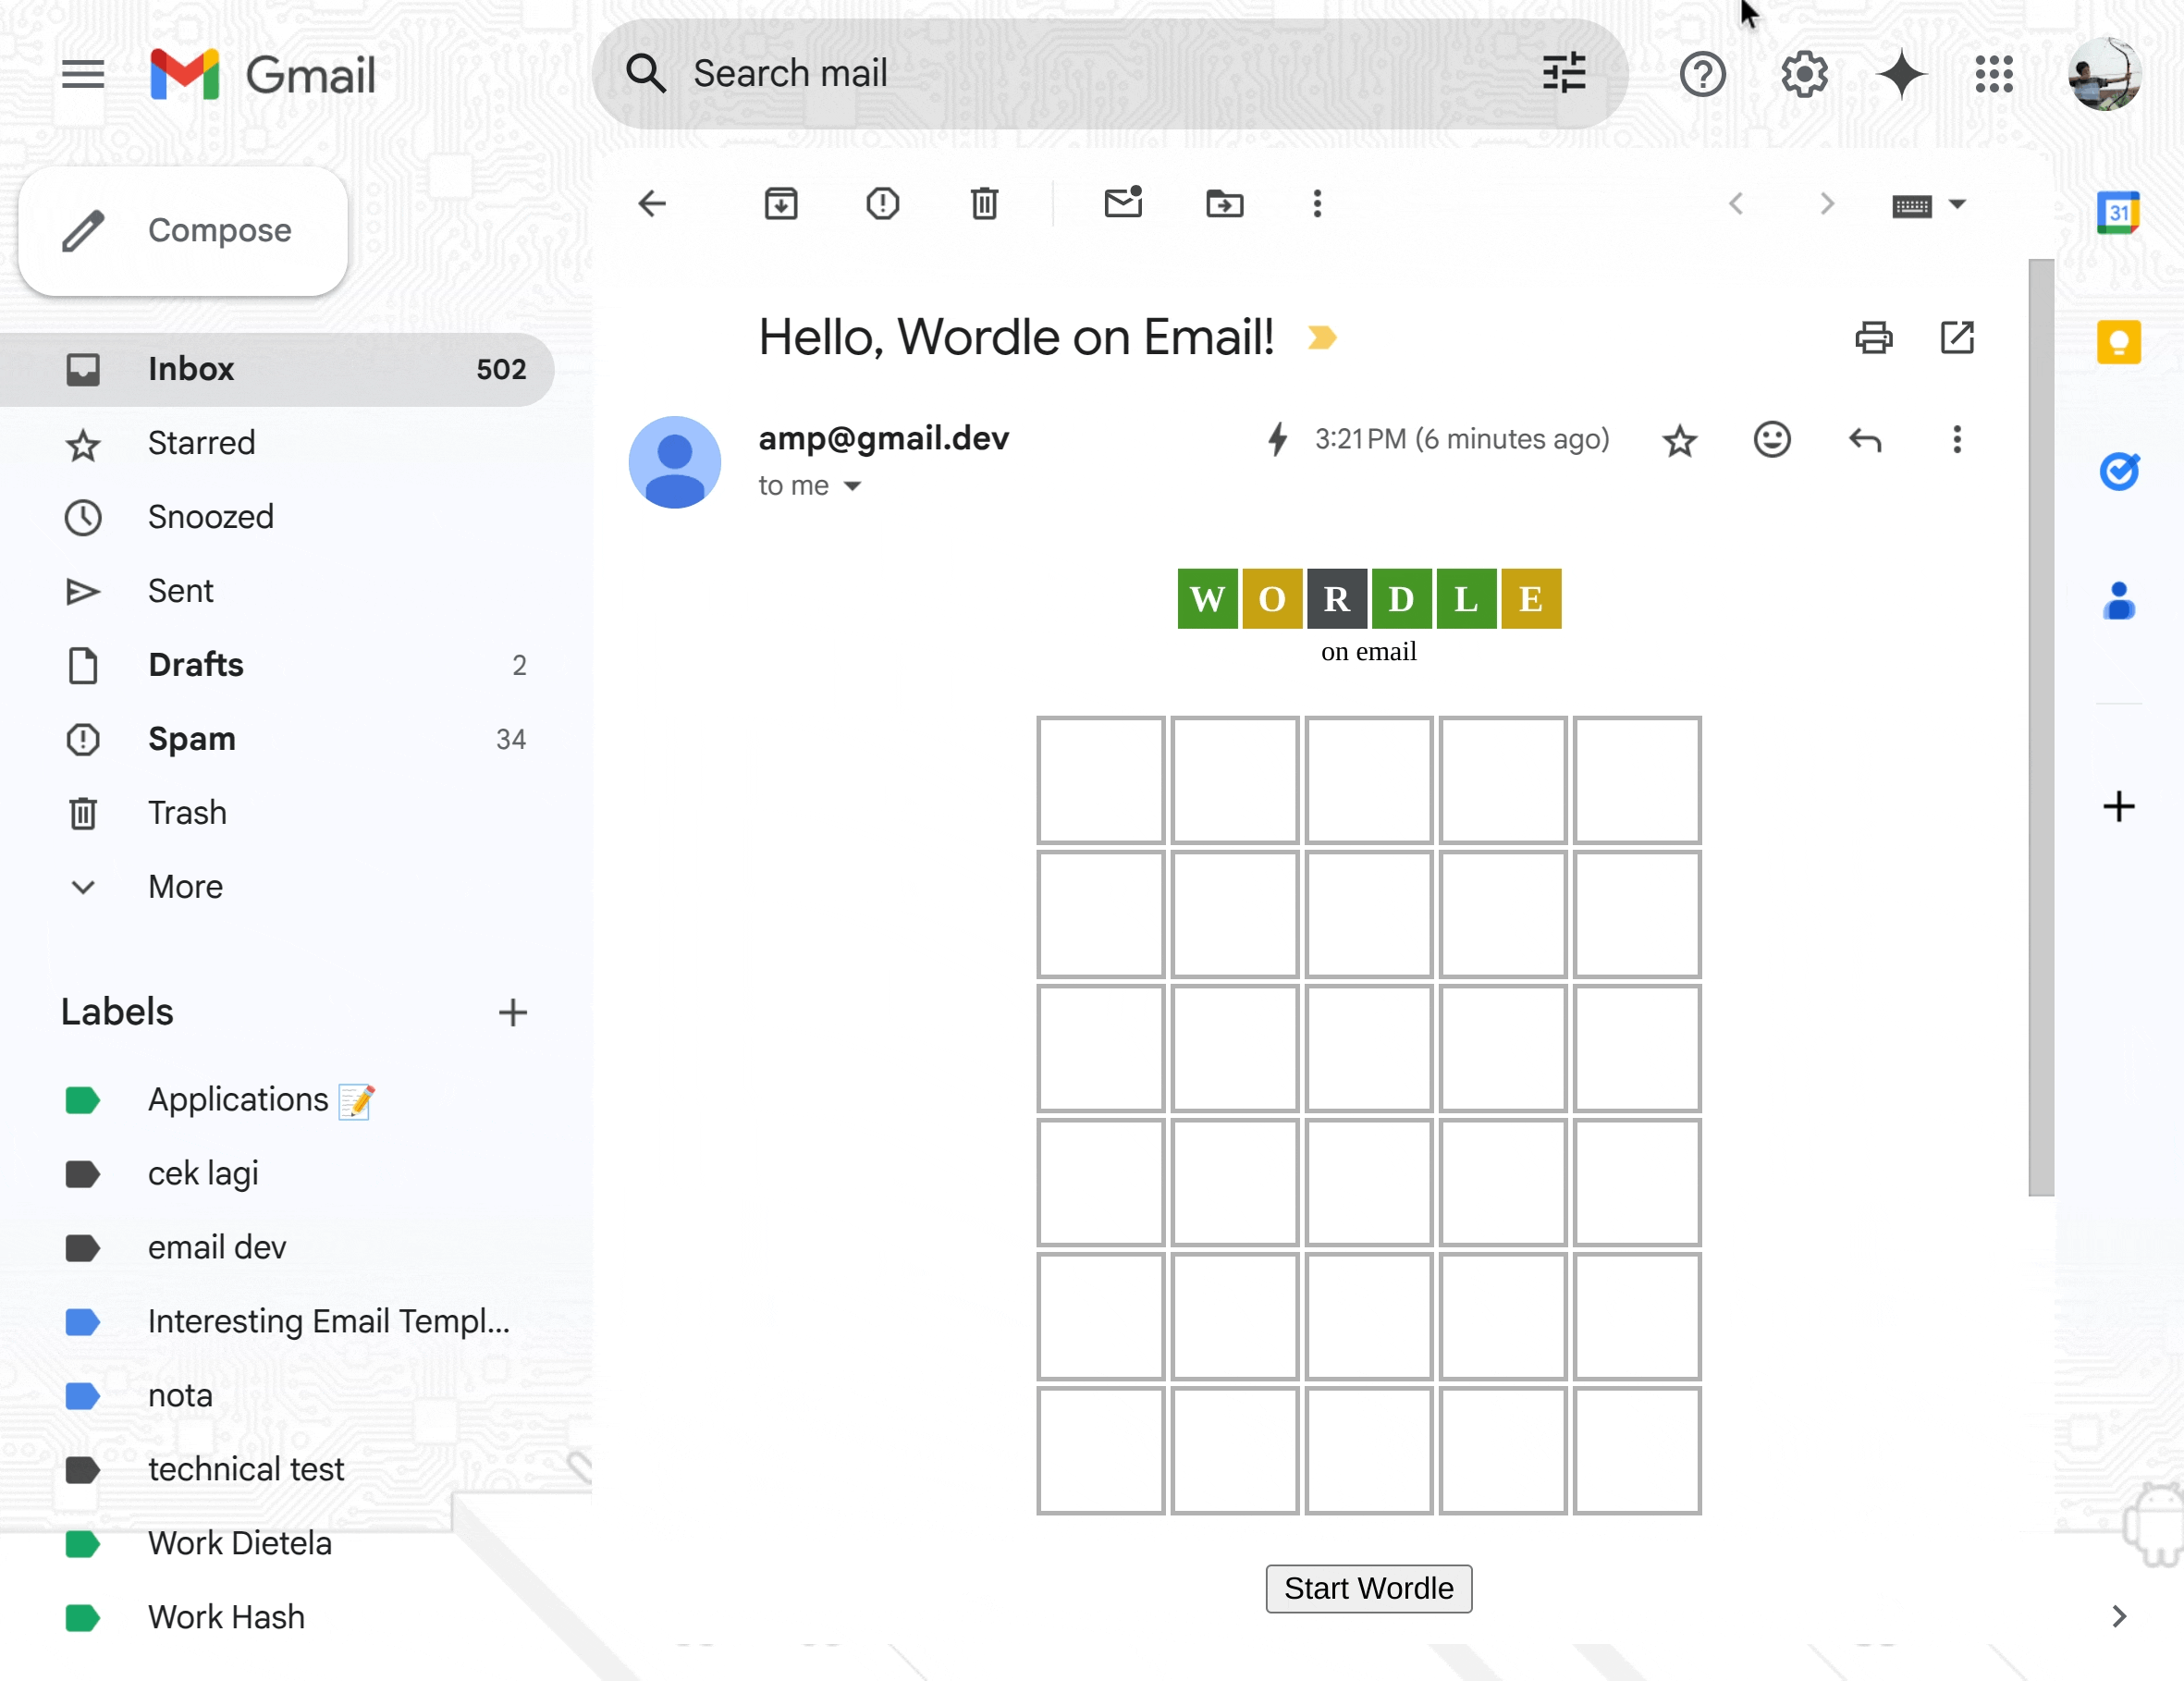 Gmail
Search mail
Compose
Inbox 502
Starred
Snoozed
Sent
Drafts 2
Spam 34
Trash
More
Labels
Applications
cek lagi
email dev
Interesting Email Templ...
nota
technical test
Work Dietela
Work Hash
Hello, Wordle on Email!
amp@gmail.dev 3:21 PM (6 minutes ago)
to me
WORDLE
on email
Start Wordle
31